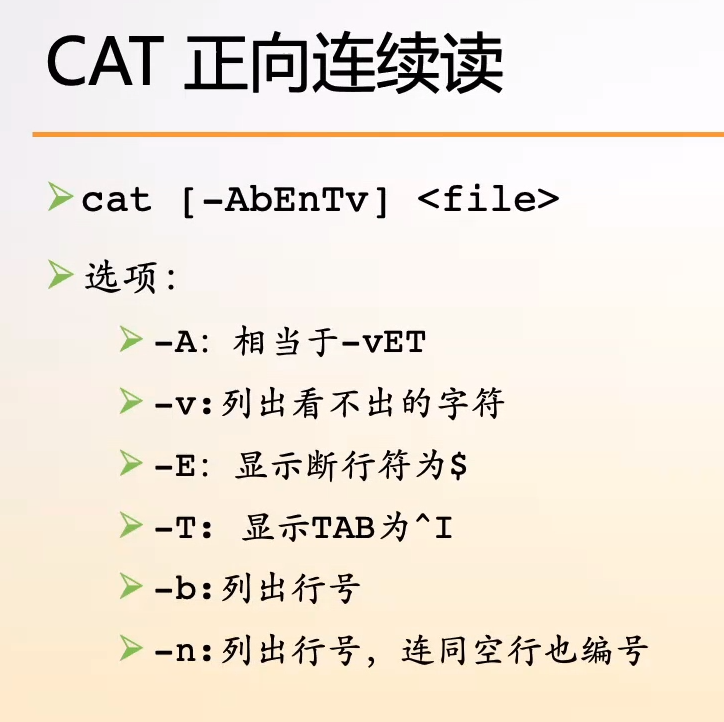 CAT 正向连续读
cat [-AbEnTv] <file>
选项:
-A: 相当于-vET
-v:列出看不出的字符
-E: 显示断行符为$
-T: 显示TAB为^I
-b:列出行号
-n:列出行号，连同空行也编号